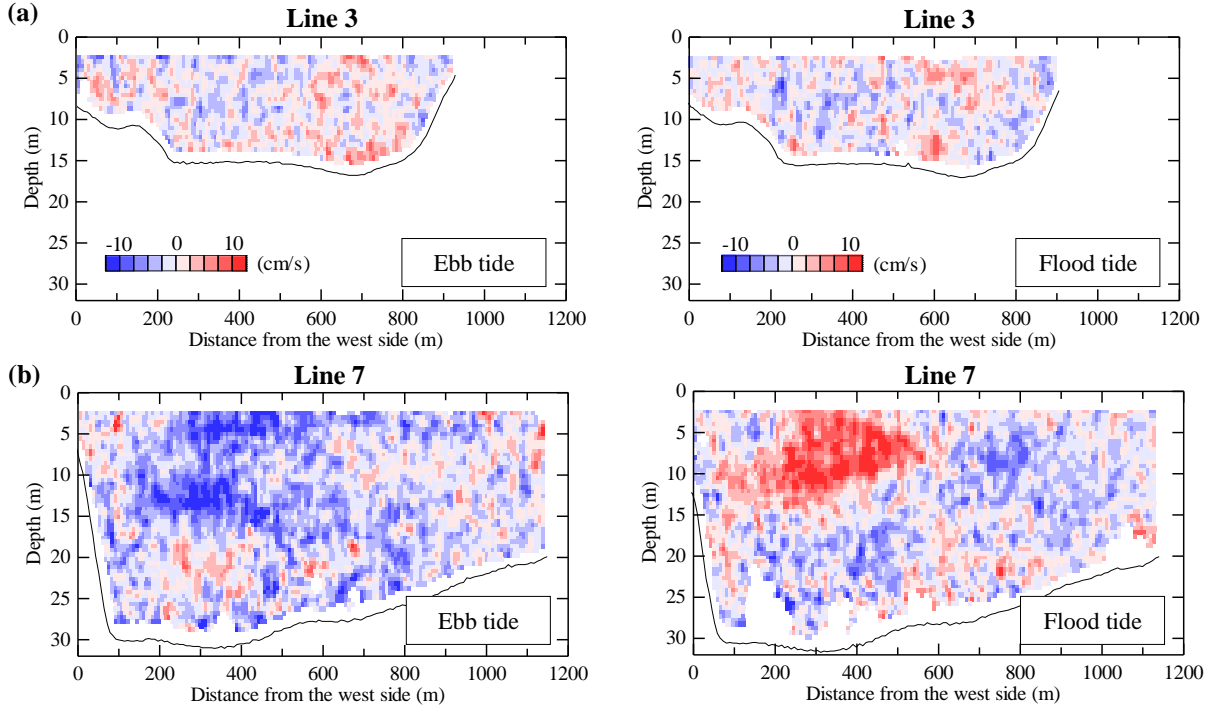 (a)
Line 3
Line 3
0
5
10
15
20
25
30
Depth (m)
-10 0 10
(cm/s)
Ebb tide
0 200 400 600 800 1000 1200
Distance from the west side (m)
0
5
10
15
20
25
30
Depth (m)
-10 0 10
(cm/s)
Flood tide
0 200 400 600 800 1000 1200
Distance from the west side (m)
(b)
Line 7
Line 7
0
5
10
15
20
25
30
Depth (m)
Ebb tide
0 200 400 600 800 1000 1200
Distance from the west side (m)
0
5
10
15
20
25
30
Depth (m)
Flood tide
0 200 400 600 800 1000 1200
Distance from the west side (m)